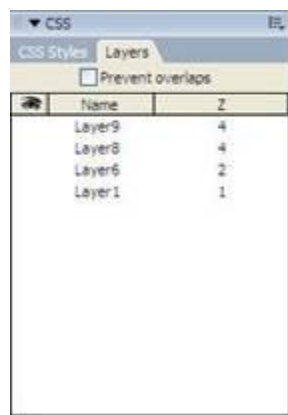 CSS
CSS Styles Layers
Prevent overlaps
Name Z
Layer9 4
Layer8 4
Layer6 2
Layer1 1